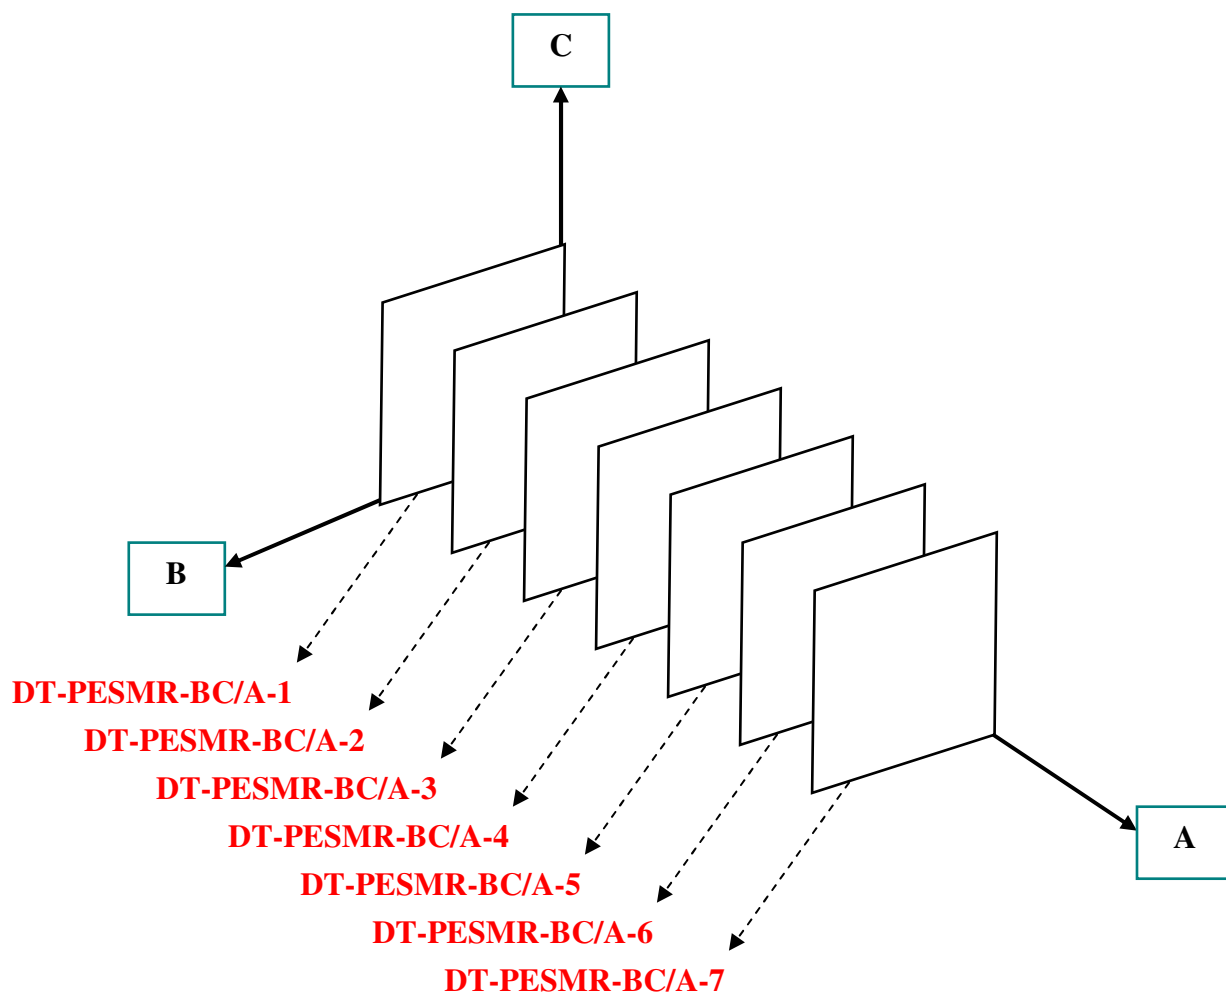 C
B
DT-PESMR-BC/A-1
DT-PESMR-BC/A-2
DT-PESMR-BC/A-3
DT-PESMR-BC/A-4
A
DT-PESMR-BC/A-5
DT-PESMR-BC/A-6
DT-PESMR-BC/A-7